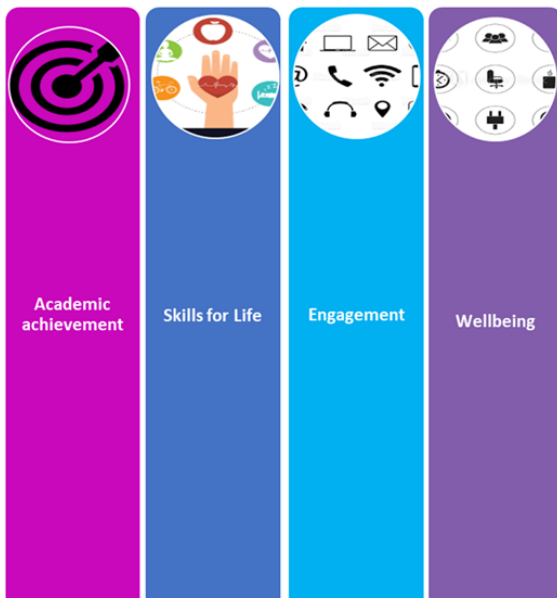 Academic
achievement
Skills for Life
Engagement
Wellbeing